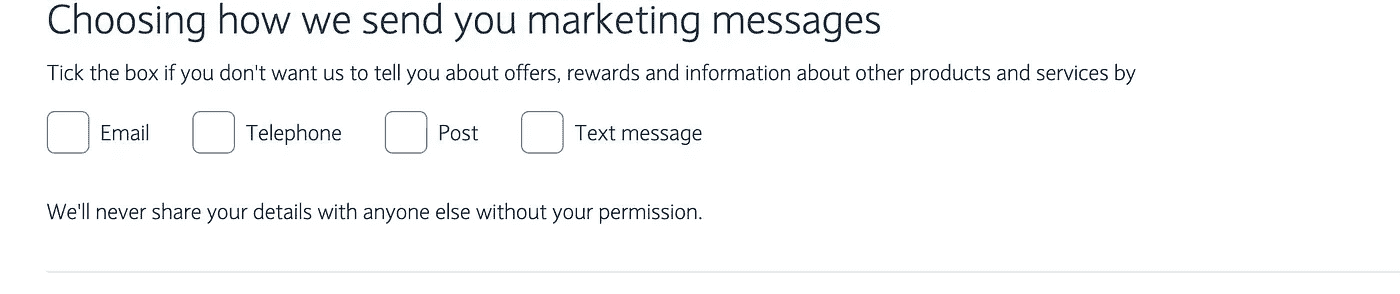 Choosing how we send you marketing messages
Tick the box if you don't want us to tell you about offers, rewards and information about other products and services by
Email Telephone Post Text message
We'll never share your details with anyone else without your permission.